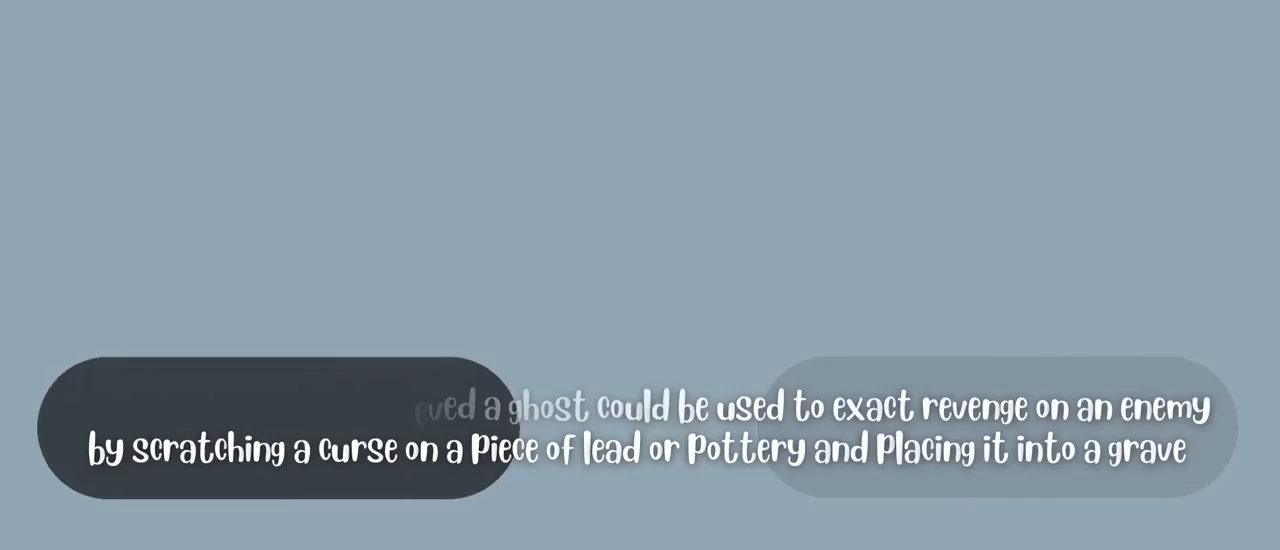 eved a ghost could be used to exact revenge on an enemy
by scratching a curse on a piece of lead or pottery and placing it into a grave